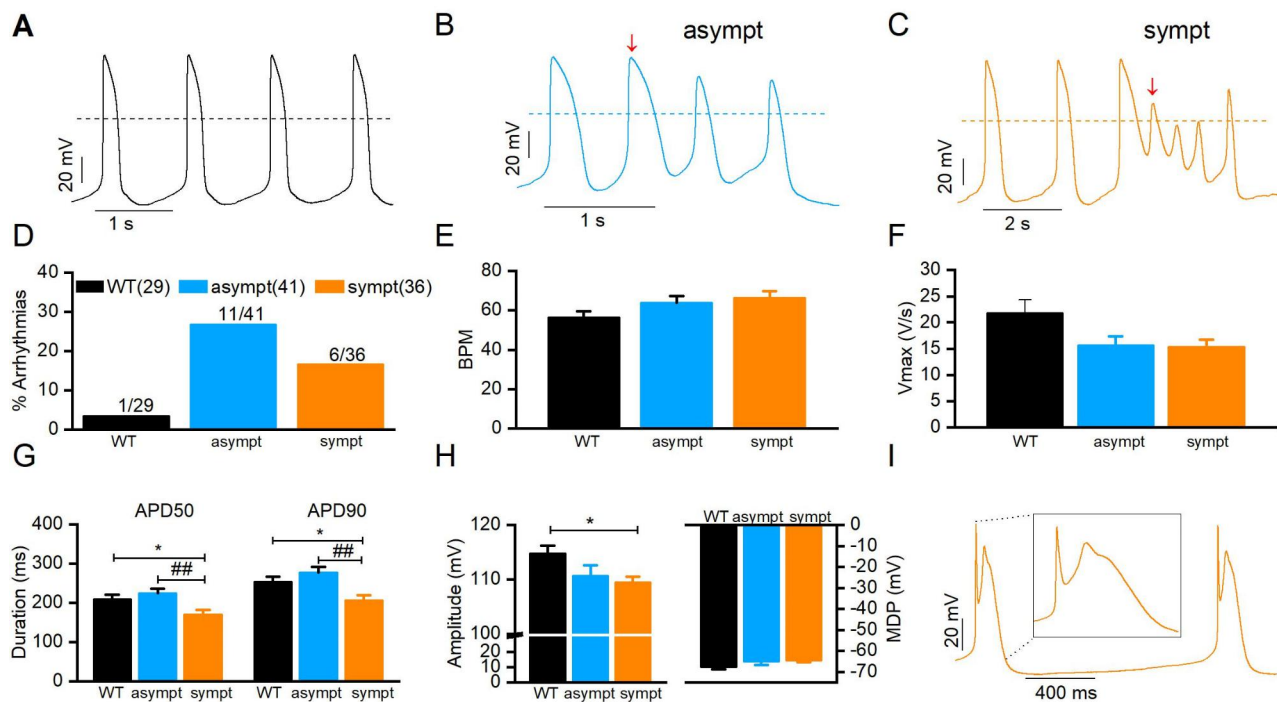 A
20 mV
1 s
B
asympt
↓
20 mV
1 s
C
sympt
↓
20 mV
2 s
D
% Arrhythmias
40
30
20
10
0
WT(29) asympt(41) sympt(36)
1/29
11/41
6/36
WT asympt sympt
E
BPM
80
60
40
20
0
WT asympt sympt
F
Vmax (V/s)
30
25
20
15
10
5
0
WT asympt sympt
G
APD50 APD90
Duration (ms)
400
300
200
100
0
* *
## ##
WT asympt sympt WT asympt sympt
H
Amplitude (mV)
120
110
100
20
10
0
*
WT asympt sympt
WT asympt sympt
0
-10
-20
-30
-40
-50
-60
-70
MDP (mV)
I
20 mV
400 ms